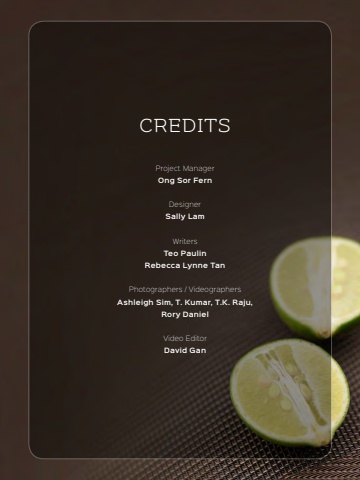 CREDITS
Project Manager
Ong Sor Fern
Designer
Sally Lam
Writers
Teo Paulin
Rebecca Lynne Tan
Photographers / Videographers
Ashleigh Sim, T. Kumar, T.K. Raju,
Rory Daniel
Video Editor
David Gan